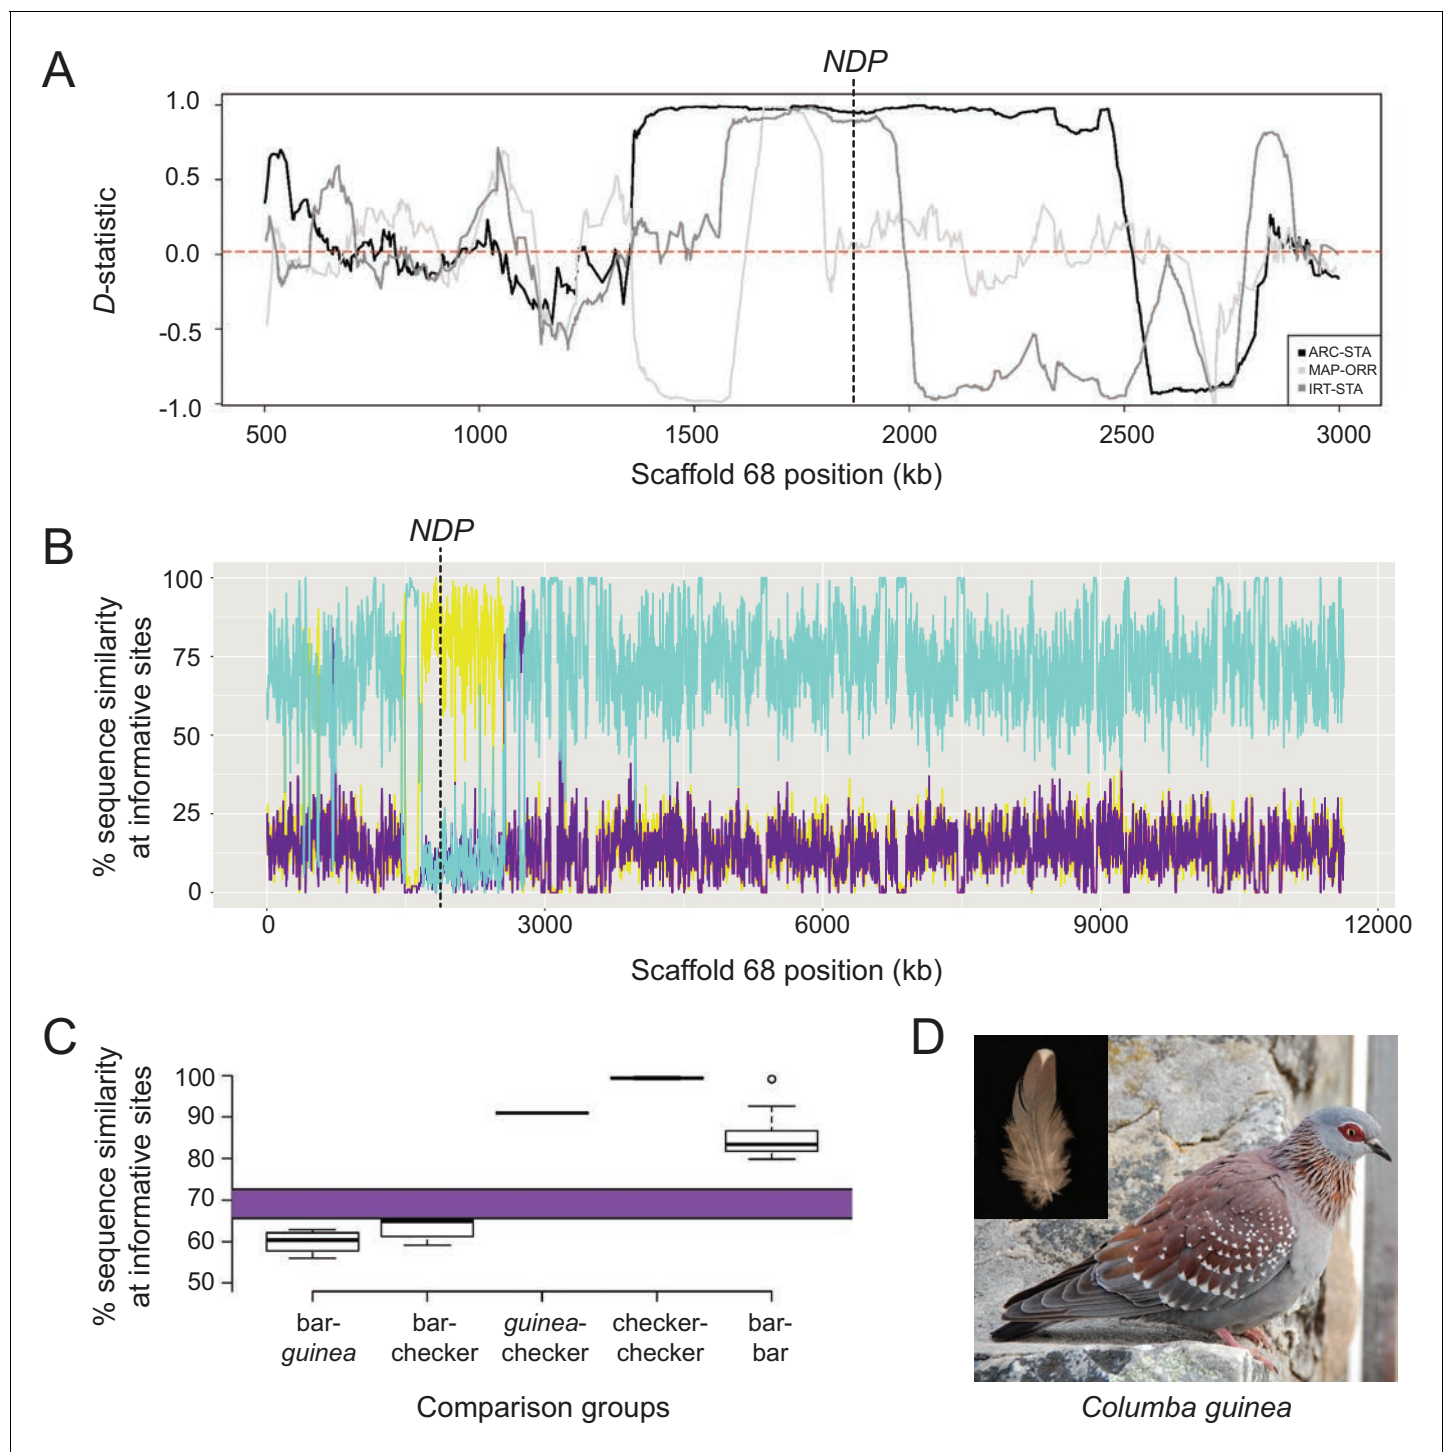 A
NDP
D-statistic
1.0
0.5
0.0
-0.5
-1.0
ARC-STA
MAP-ORR
IRT-STA
500
1000
1500
2000
2500
3000
Scaffold 68 position (kb)
B
NDP
% sequence similarity
at informative sites
100
75
50
25
0
0
3000
6000
9000
12000
Scaffold 68 position (kb)
C
% sequence similarity
at informative sites
100
90
80
70
60
50
bar-
guinea
bar-
checker
guinea-
checker
checker-
checker
bar-
bar
Comparison groups
D
Columba guinea